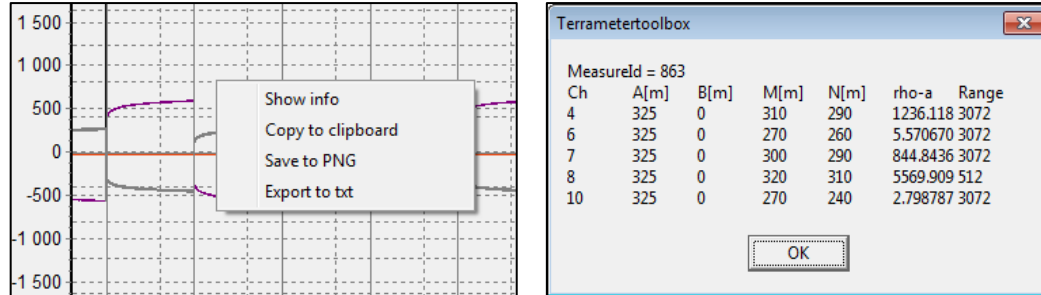 1 500
1 000
500
0
-500
-1 000
-1 500
Show info
Copy to clipboard
Save to PNG
Export to txt
Terrametertoolbox
MeasureId = 863
Ch A[m] B[m] M[m] N[m] rho-a Range
4 325 0 310 290 1236.118 3072
6 325 0 270 260 5.570670 3072
7 325 0 300 290 844.8436 3072
8 325 0 320 310 5569.909 512
10 325 0 270 240 2.798787 3072
OK